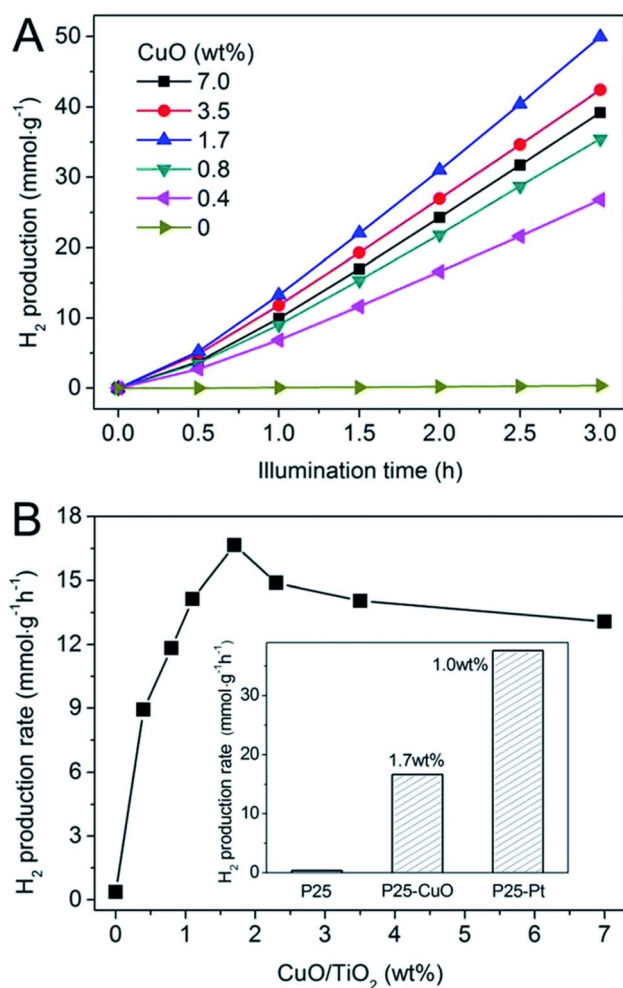 A
H₂ production (mmol·g⁻¹)
50
40
30
20
10
0
CuO (wt%)
7.0
3.5
1.7
0.8
0.4
0
0.0 0.5 1.0 1.5 2.0 2.5 3.0
Illumination time (h)
B
H₂ production rate (mmol·g⁻¹h⁻¹)
18
15
12
9
6
3
0
H₂ production rate (mmol·g⁻¹h⁻¹)
30
20
10
0
1.0wt%
1.7wt%
P25 P25-CuO P25-Pt
0 1 2 3 4 5 6 7
CuO/TiO₂ (wt%)